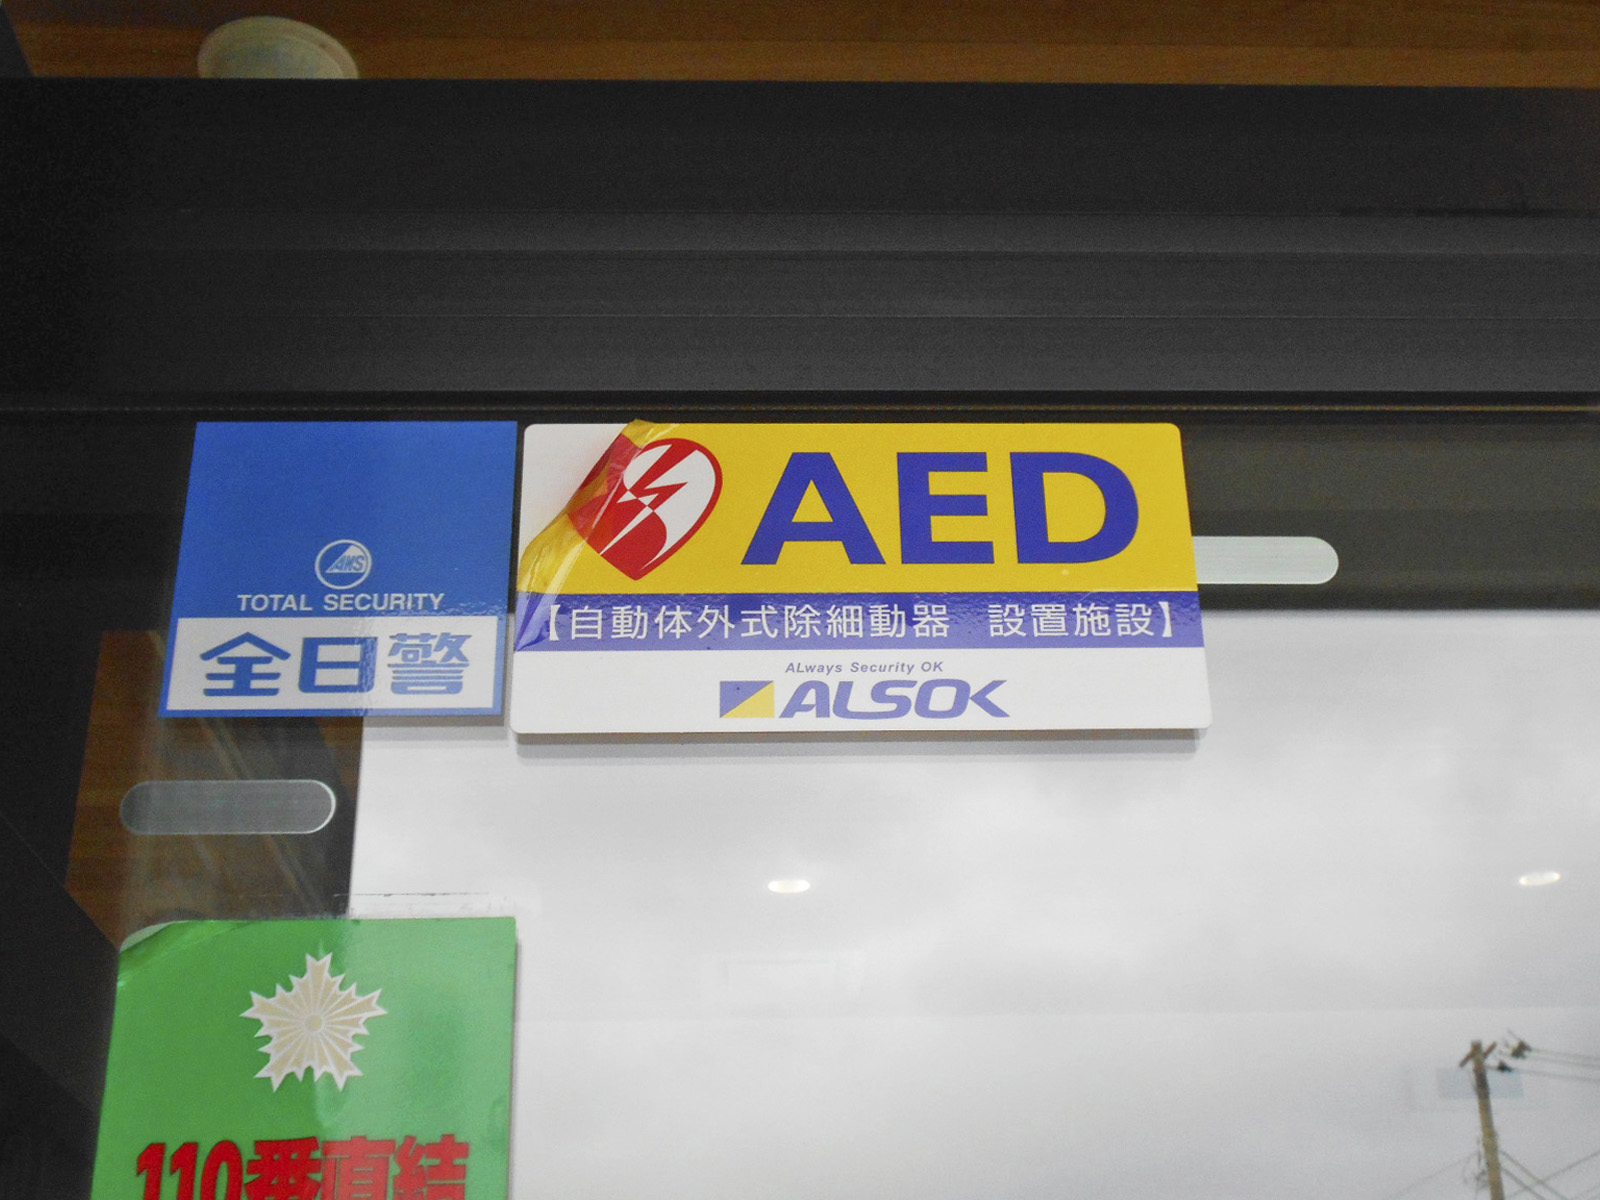 ANS
TOTAL SECURITY
全日警
AED
【自動体外式除細動器 設置施設】
ALways Security OK
ALSOK
110番直結